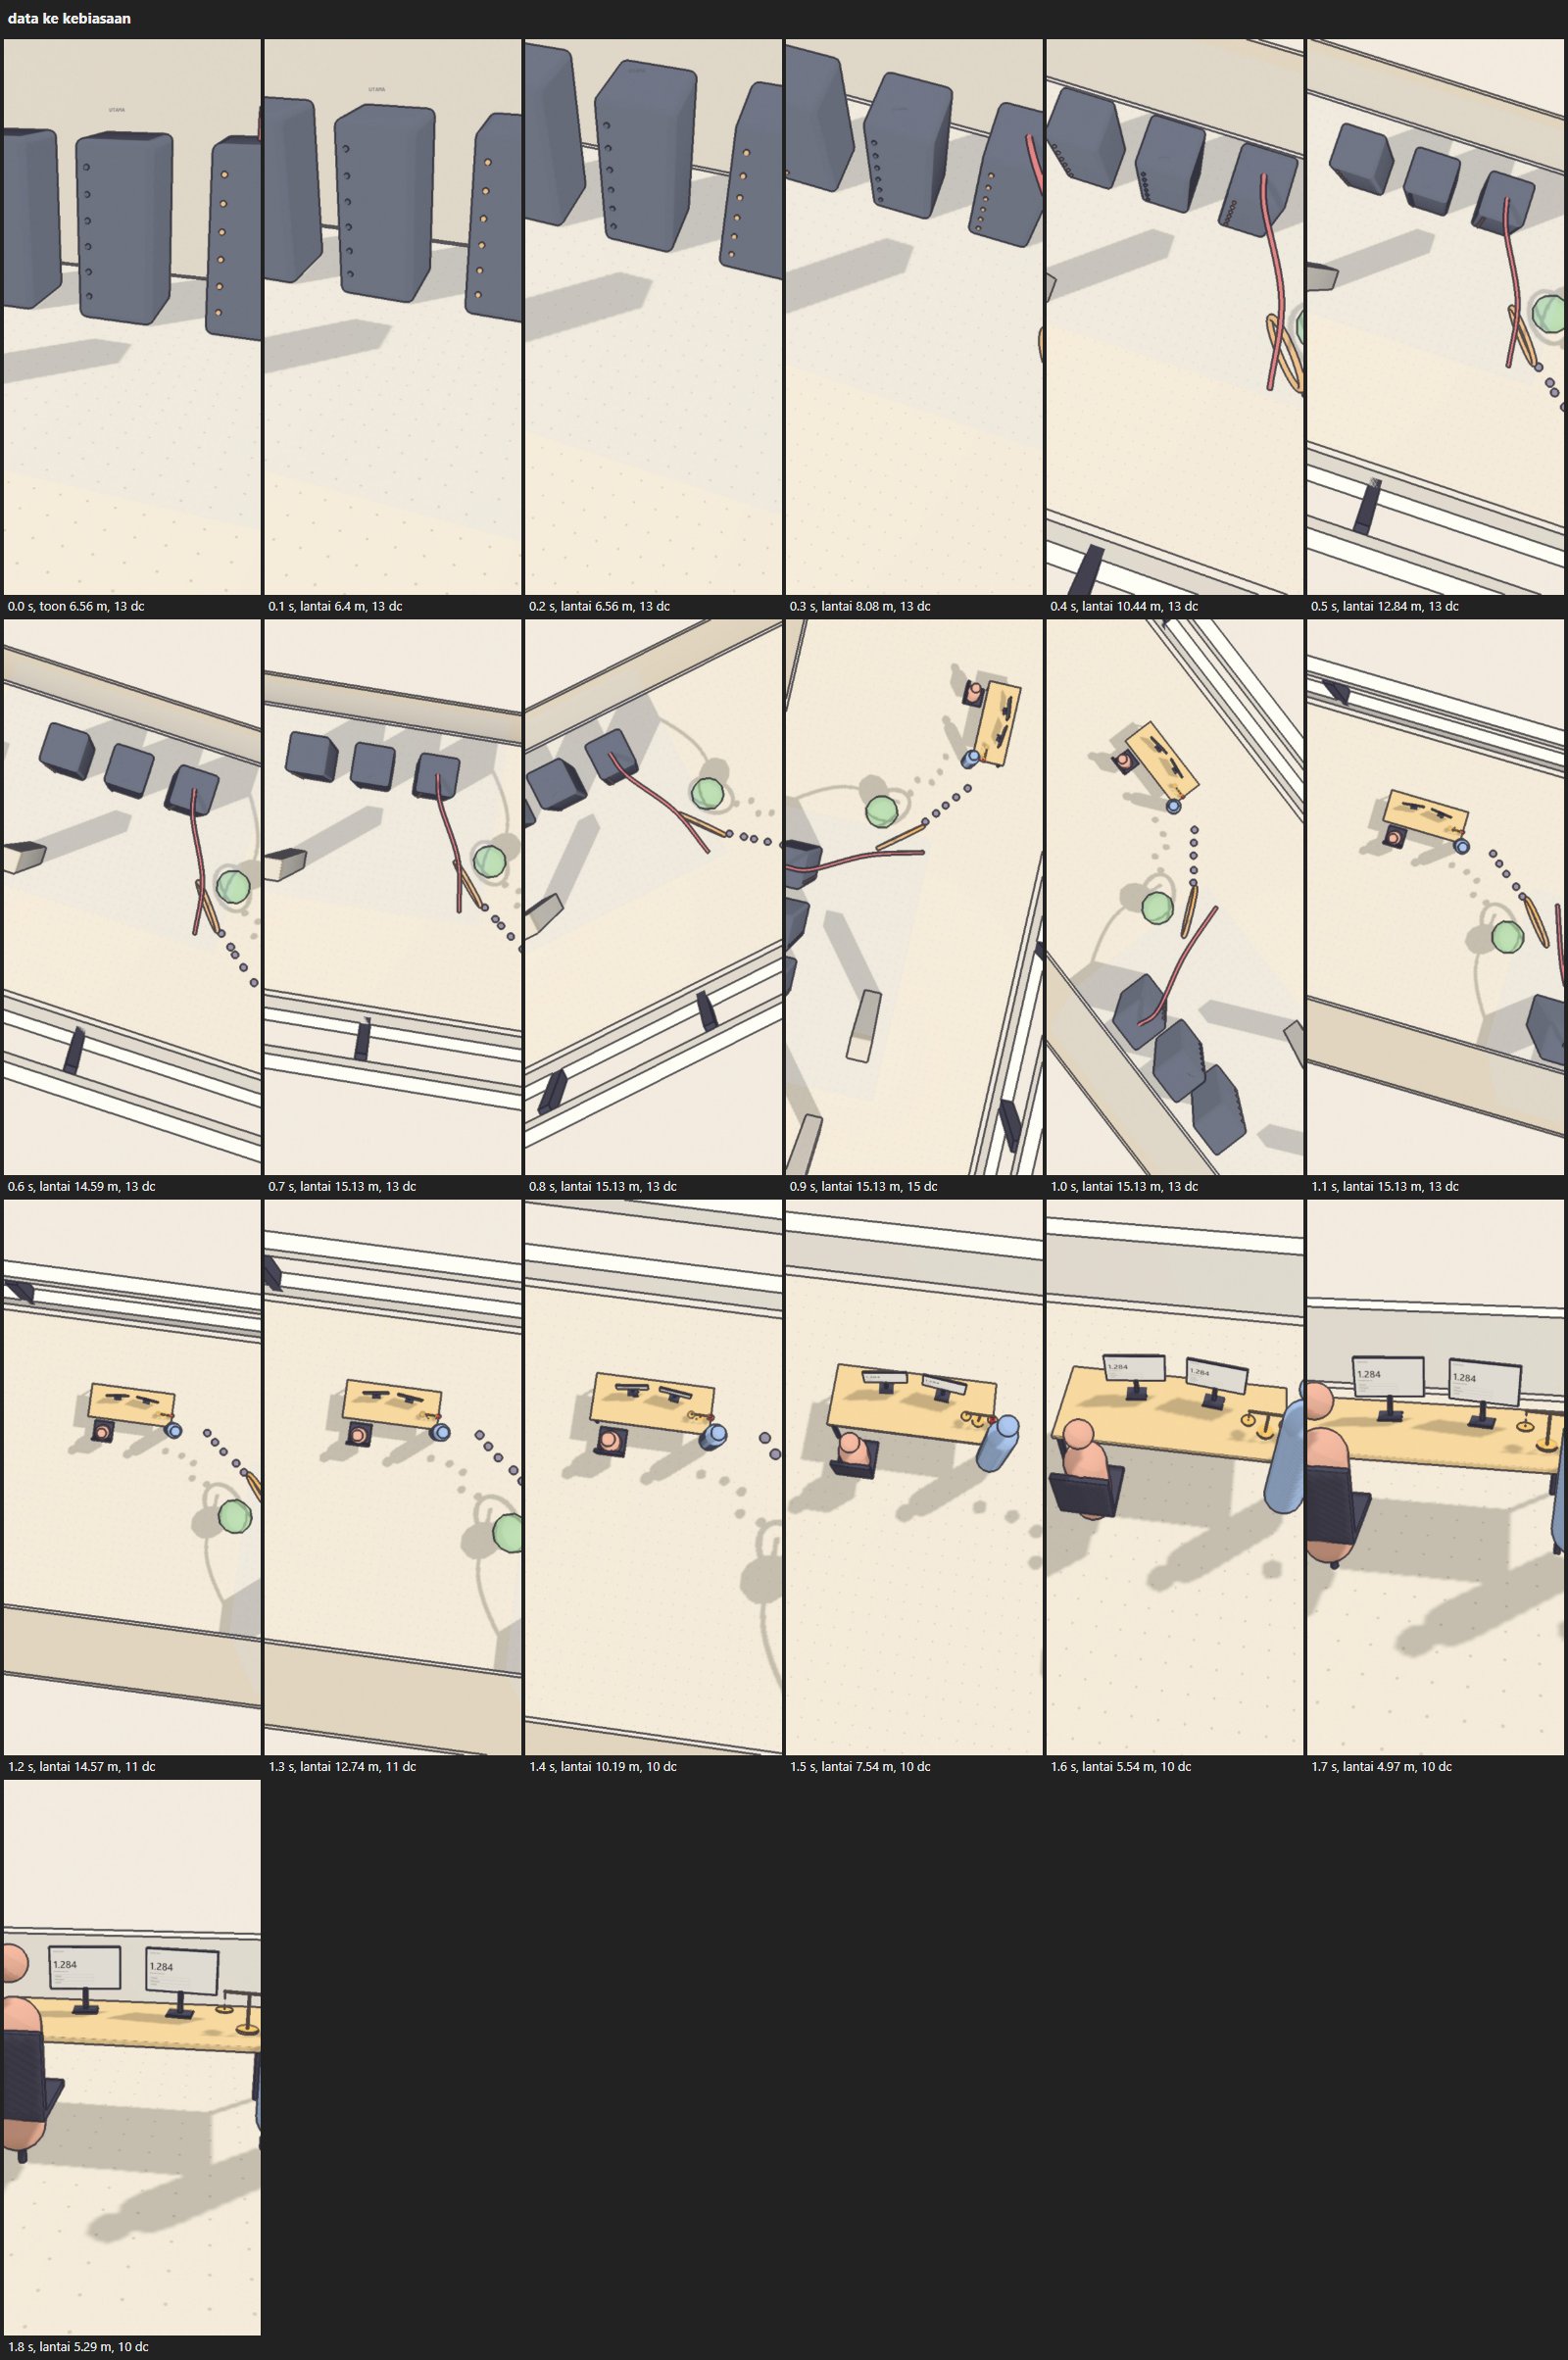 data ke kebiasaan
UTARA
UTARA
0.0 s, toon 6.56 m, 13 dc
0.1 s, lantai 6.4 m, 13 dc
0.2 s, lantai 6.56 m, 13 dc
0.3 s, lantai 8.08 m, 13 dc
0.4 s, lantai 10.44 m, 13 dc
0.5 s, lantai 12.84 m, 13 dc
0.6 s, lantai 14.59 m, 13 dc
0.7 s, lantai 15.13 m, 13 dc
0.8 s, lantai 15.13 m, 13 dc
0.9 s, lantai 15.13 m, 15 dc
1.0 s, lantai 15.13 m, 13 dc
1.1 s, lantai 15.13 m, 13 dc
1.284
1.284
1.284
1.284
1.2 s, lantai 14.57 m, 11 dc
1.3 s, lantai 12.74 m, 11 dc
1.4 s, lantai 10.19 m, 10 dc
1.5 s, lantai 7.54 m, 10 dc
1.6 s, lantai 5.54 m, 10 dc
1.7 s, lantai 4.97 m, 10 dc
1.284
1.284
1.8 s, lantai 5.29 m, 10 dc